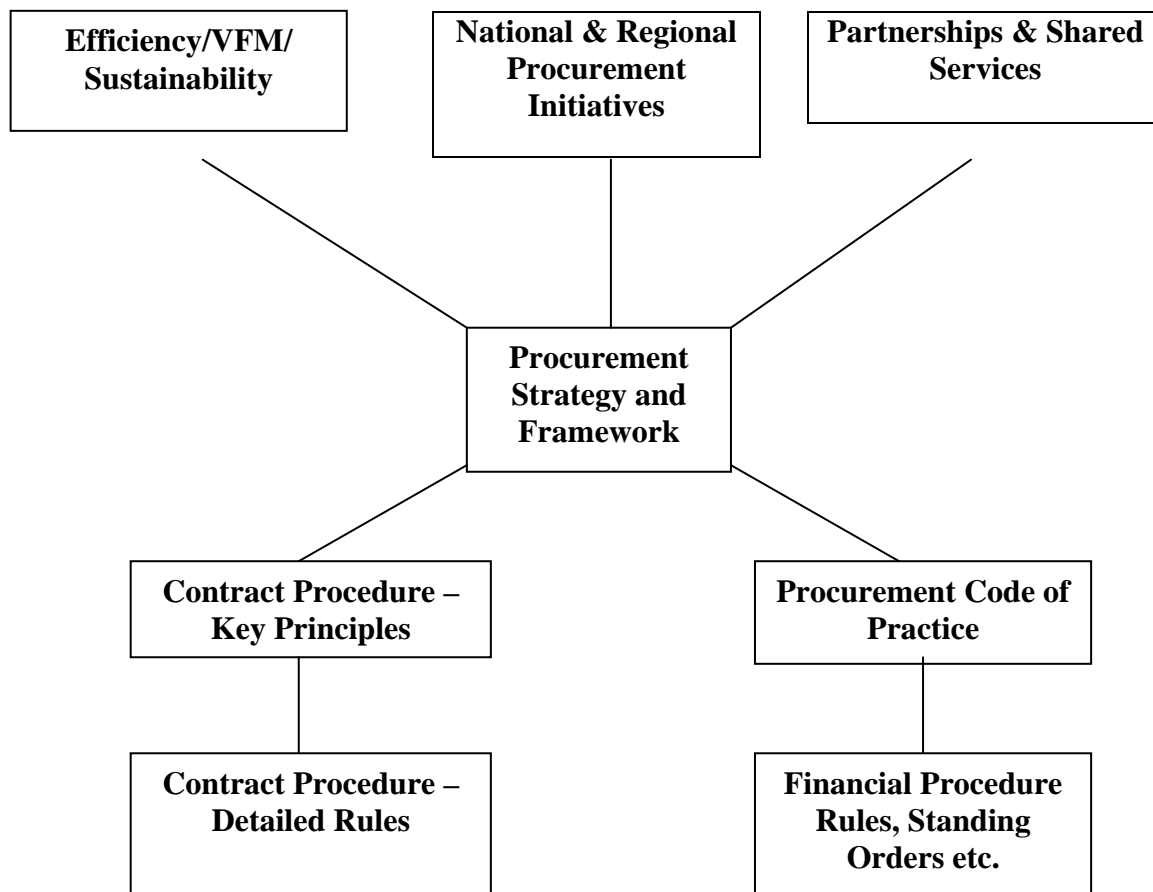 Efficiency/VFM/
Sustainability
National & Regional
Procurement
Initiatives
Partnerships & Shared
Services
Procurement
Strategy and
Framework
Contract Procedure –
Key Principles
Procurement Code of
Practice
Contract Procedure –
Detailed Rules
Financial Procedure
Rules, Standing
Orders etc.